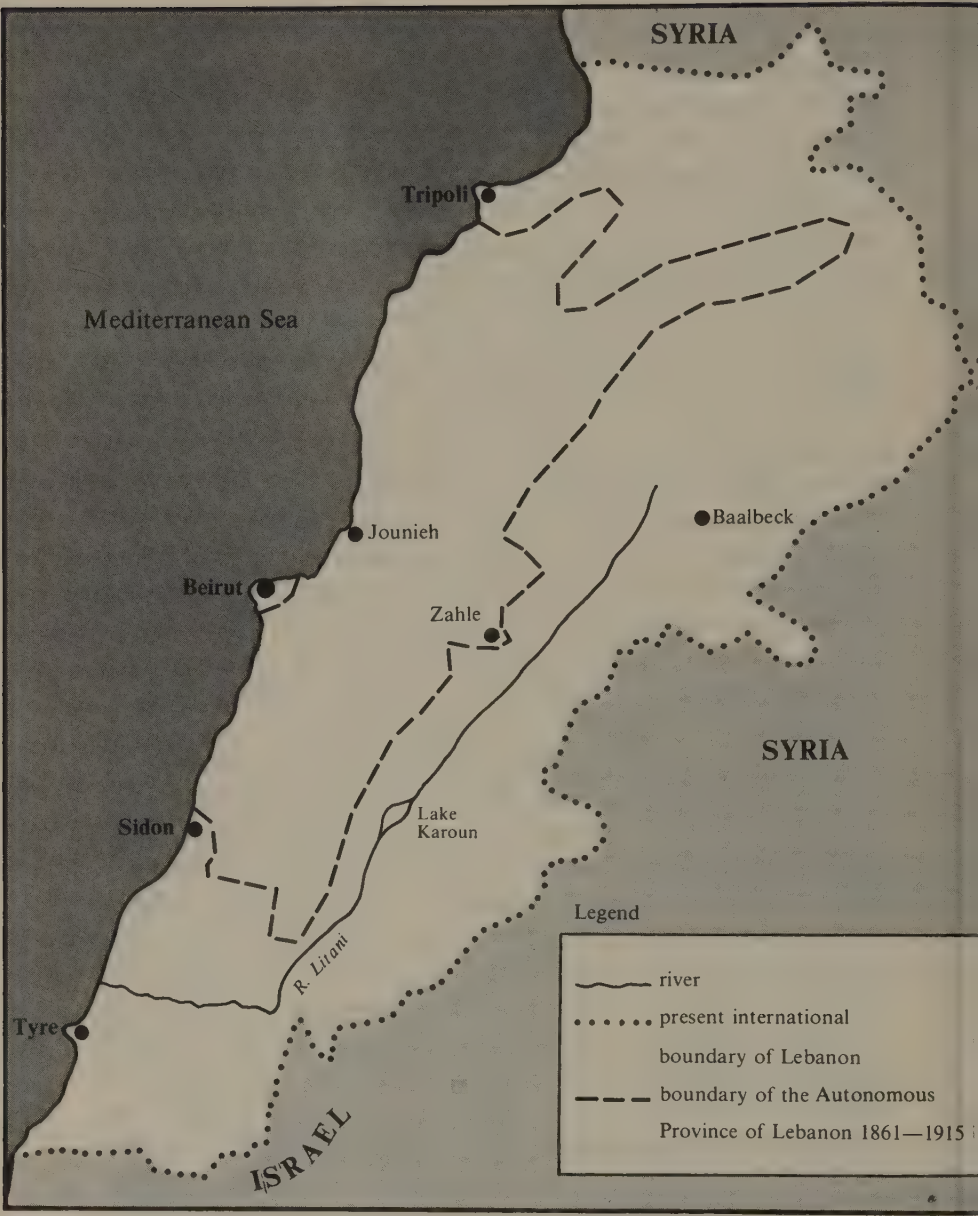 SYRIA
Tripoli
Mediterranean Sea
Jounieh
Baalbeck
Beirut
Zahle
SYRIA
Lake
Karoun
Sidon
R. Litani
Tyre
ISRAEL
Legend
river
present international
boundary of Lebanon
boundary of the Autonomous
Province of Lebanon 1861—1915